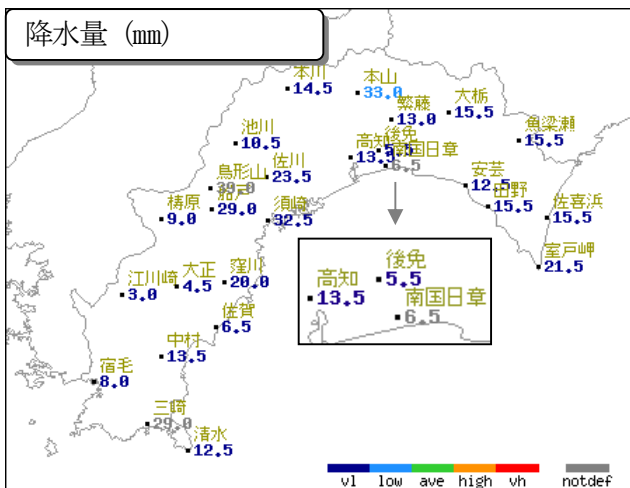 降水量 (mm)
本川
14.5
本山
33.0
繁藤
13.0
大栃
15.5
魚梁瀬
15.5
池川
10.5
高知
13.5
後免
5.5
南国日章
6.5
鳥形山
39.0
佐川
23.5
安芸
12.5
田野
15.5
佐喜浜
15.5
梼原
9.0
船戸
29.0
須崎
32.5
室戸岬
21.5
江川崎
3.0
大正
4.5
窪川
20.0
後免
5.5
高知
13.5
南国日章
6.5
佐賀
6.5
中村
13.5
宿毛
8.0
三崎
29.0
清水
12.5
vl low ave high vh notdef